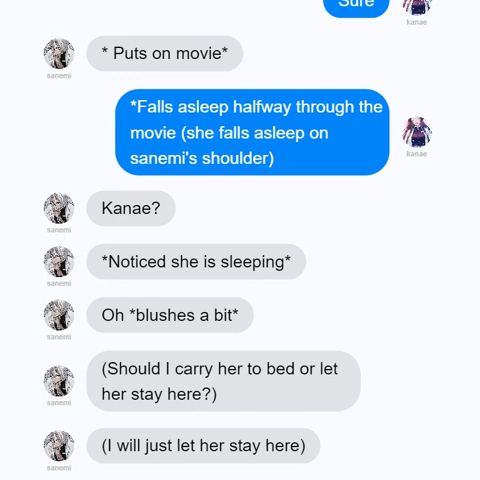 Sure
kanae
* Puts on movie*
sanemi
*Falls asleep halfway through the
movie (she falls asleep on
sanemi's shoulder)
kanae
Kanae?
sanemi
*Noticed she is sleeping*
sanemi
Oh *blushes a bit*
sanemi
(Should I carry her to bed or let
her stay here?)
sanemi
(I will just let her stay here)
sanemi